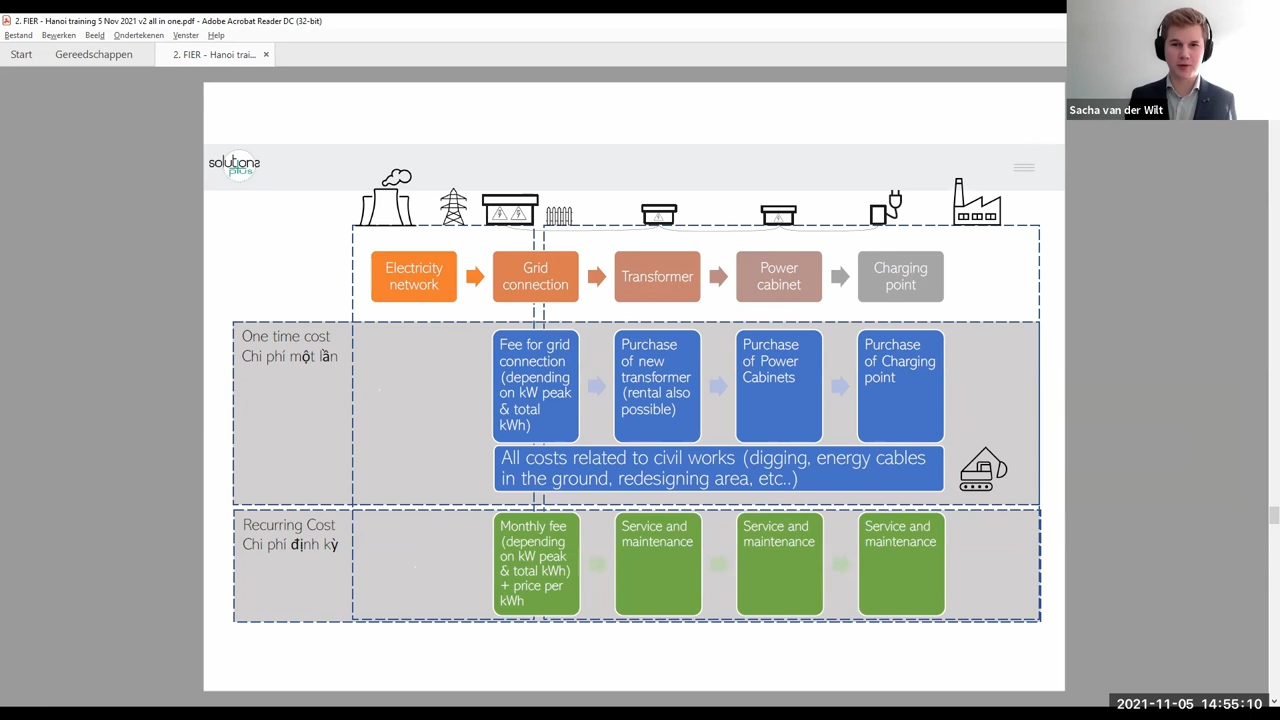 2. FIER - Hanoi training 5 Nov 2021 v2 all in one.pdf - Adobe Acrobat Reader DC (32-bit)
Bestand Bewerken Beeld Ondertekenen Venster Help
Start Gereedschappen 2. FIER - Hanoi trai... ×
Sacha van der Wilt
solutions
plus
Electricity
network
Grid
connection
Transformer
Power
cabinet
Charging
point
One time cost
Chi phí một lần
Fee for grid
connection
(depending
on kW peak
& total
kWh)
Purchase
of new
transformer
(rental also
possible)
Purchase
of Power
Cabinets
Purchase
of Charging
point
All costs related to civil works (digging, energy cables
in the ground, redesigning area, etc..)
Recurring Cost
Chi phí định kỳ
Monthly fee
(depending
on kW peak
& total kWh)
+ price per
kWh
Service and
maintenance
Service and
maintenance
Service and
maintenance
2021-11-05 14:55:10